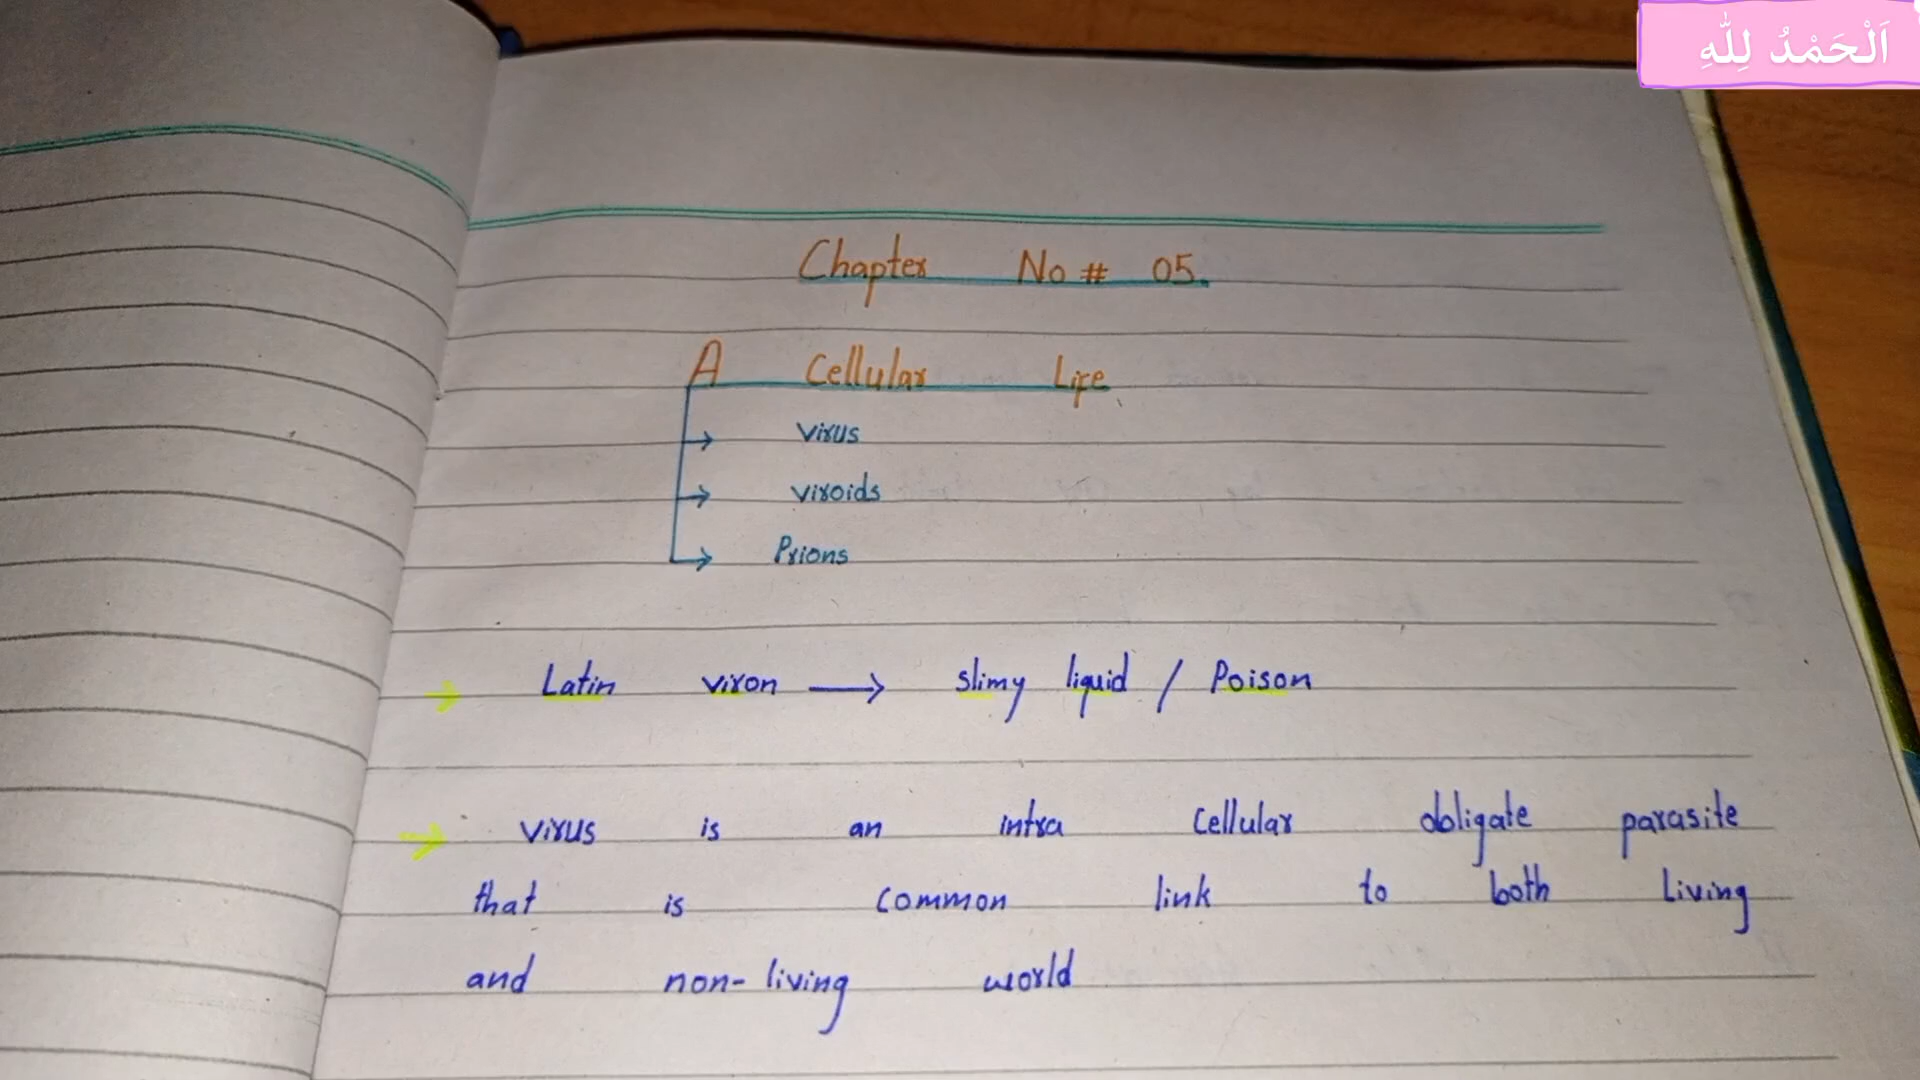 اَلْحَمْدُ لِلّٰهِ
Chapter No # 05.
A Cellular Life
virus
viroids
Prions
→ Latin viron → slimy liquid / Poison
→ virus is an intra Cellular obligate parasite
that is common link to both living
and non-living world